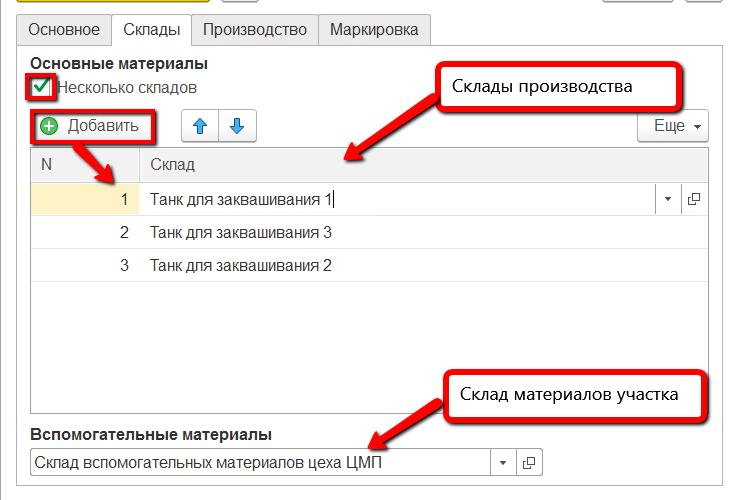 Основное Склады Производство Маркировка
Основные материалы
Несколько складов
Склады производства
Добавить
Еще
N Склад
1 Танк для заквашивания 1
2 Танк для заквашивания 3
3 Танк для заквашивания 2
Склад материалов участка
Вспомогательные материалы
Склад вспомогательных материалов цеха ЦМП